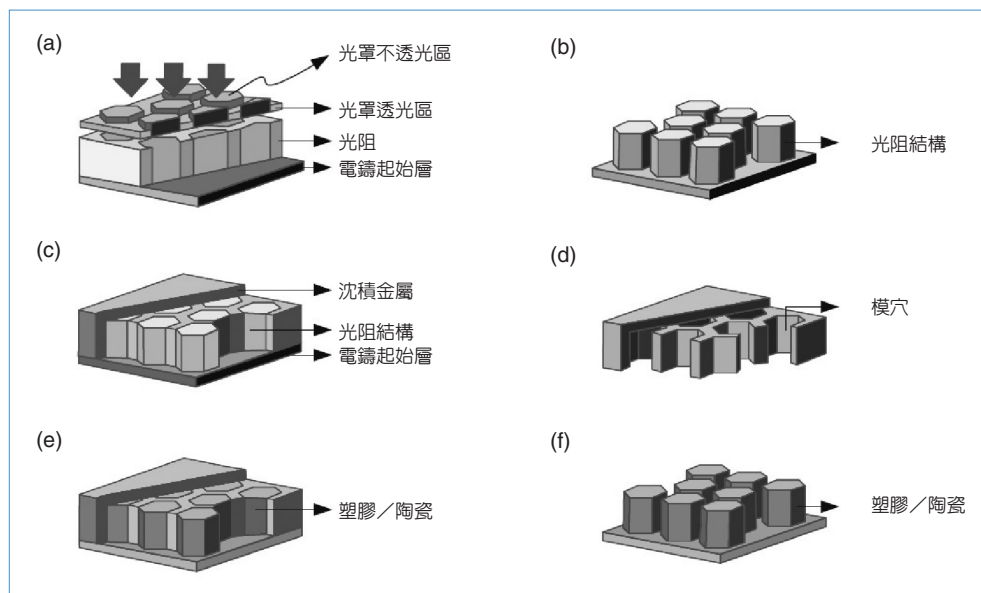 (a)
光罩不透光區
光罩透光區
光阻
電鑄起始層
(b)
光阻結構
(c)
沈積金屬
光阻結構
電鑄起始層
(d)
模穴
(e)
塑膠／陶瓷
(f)
塑膠／陶瓷